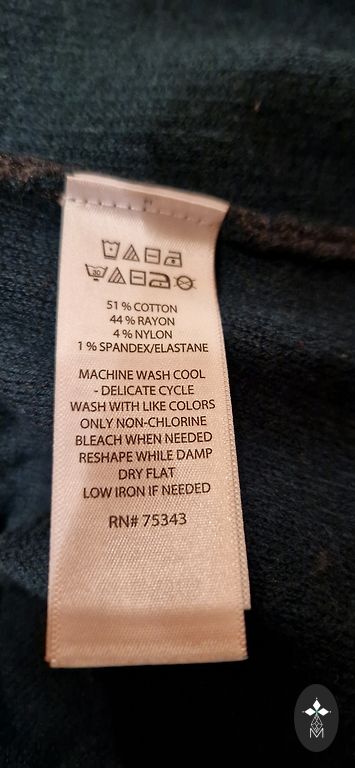 30
51 % COTTON
44 % RAYON
4 % NYLON
1 % SPANDEX/ELASTANE
MACHINE WASH COOL
- DELICATE CYCLE
WASH WITH LIKE COLORS
ONLY NON-CHLORINE
BLEACH WHEN NEEDED
RESHAPE WHILE DAMP
DRY FLAT
LOW IRON IF NEEDED
RN# 75343
M